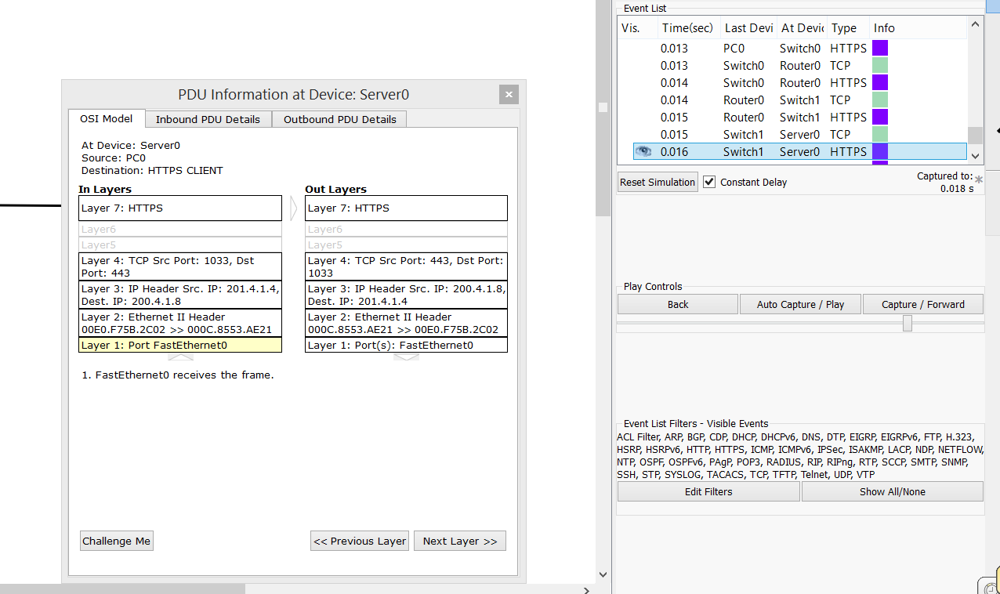 PDU Information at Device: Server0
OSI Model
Inbound PDU Details
Outbound PDU Details
At Device: Server0
Source: PC0
Destination: HTTPS CLIENT
In Layers
Layer 7: HTTPS
Layer6
Layer5
Layer 4: TCP Src Port: 1033, Dst
Port: 443
Layer 3: IP Header Src. IP: 201.4.1.4,
Dest. IP: 200.4.1.8
Layer 2: Ethernet II Header
00E0.F75B.2C02 >> 000C.8553.AE21
Layer 1: Port FastEthernet0
Out Layers
Layer 7: HTTPS
Layer6
Layer5
Layer 4: TCP Src Port: 443, Dst Port:
1033
Layer 3: IP Header Src. IP: 200.4.1.8,
Dest. IP: 201.4.1.4
Layer 2: Ethernet II Header
000C.8553.AE21 >> 00E0.F75B.2C02
Layer 1: Port(s): FastEthernet0
1. FastEthernet0 receives the frame.
Challenge Me
<< Previous Layer
Next Layer >>
Event List
Vis. Time(sec) Last Devi At Devic Type Info
0.013 PC0 Switch0 HTTPS
0.013 Switch0 Router0 TCP
0.014 Switch0 Router0 HTTPS
0.014 Router0 Switch1 TCP
0.015 Router0 Switch1 HTTPS
0.015 Switch1 Server0 TCP
0.016 Switch1 Server0 HTTPS
Reset Simulation
Constant Delay
Captured to: *
0.018 s
Play Controls
Back
Auto Capture / Play
Capture / Forward
Event List Filters - Visible Events
ACL Filter, ARP, BGP, CDP, DHCP, DHCPv6, DNS, DTP, EIGRP, EIGRPv6, FTP, H.323,
HSRP, HSRPv6, HTTP, HTTPS, ICMP, ICMPv6, IPSec, ISAKMP, LACP, NDP, NETFLOW,
NTP, OSPF, OSPFv6, PAgP, POP3, RADIUS, RIP, RIPng, RTP, SCCP, SMTP, SNMP,
SSH, STP, SYSLOG, TACACS, TCP, TFTP, Telnet, UDP, VTP
Edit Filters
Show All/None